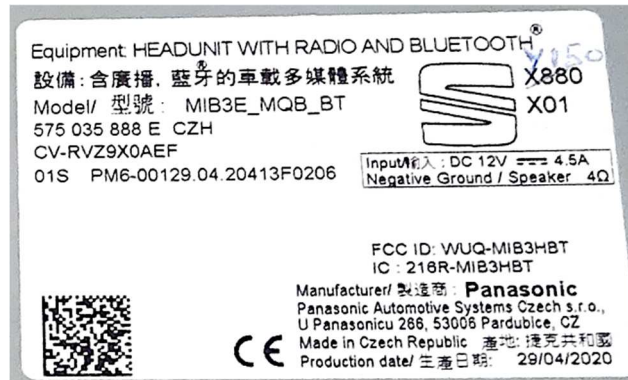 Equipment: HEADUNIT WITH RADIO AND BLUETOOTH®
設備:含廣播, 藍牙®的車載多媒體系統
Model/ 型號: MIB3E_MQB_BT
575 035 888 E CZH
CV-RVZ9X0AEF
01S PM6-00129.04.20413F0206
X880
X01
Input/輸入 : DC 12V 4.5A
Negative Ground / Speaker 4Ω
FCC ID: WUQ-MIB3HBT
IC : 216R-MIB3HBT
Manufacturer/ 製造商 : Panasonic
Panasonic Automotive Systems Czech s.r.o.,
U Panasonicu 266, 53006 Pardubice, CZ
CE
Made in Czech Republic 產地: 捷克共和國
Production date/ 生產日期: 29/04/2020